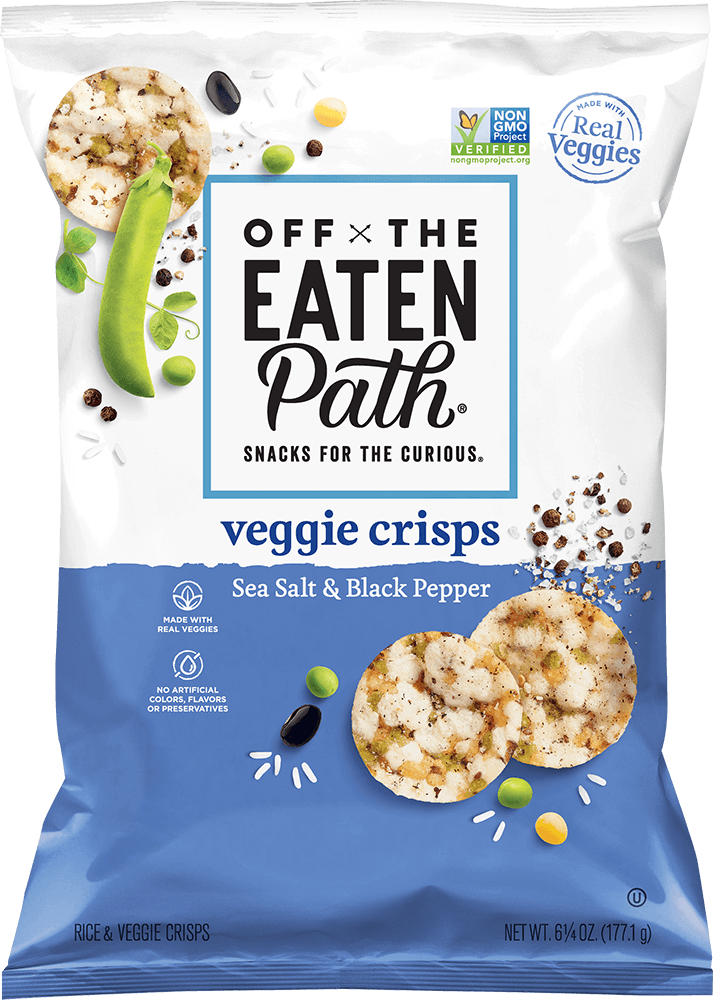 NON
GMO
Project
VERIFIED
nongmoproject.org
MADE WITH
Real
Veggies
OFF × THE
EATEN
Path®
SNACKS FOR THE CURIOUS®
veggie crisps
Sea Salt & Black Pepper
MADE WITH
REAL VEGGIES
NO ARTIFICIAL
COLORS, FLAVORS
OR PRESERVATIVES
U
RICE & VEGGIE CRISPS
NET WT. 6¼ OZ. (177.1 g)